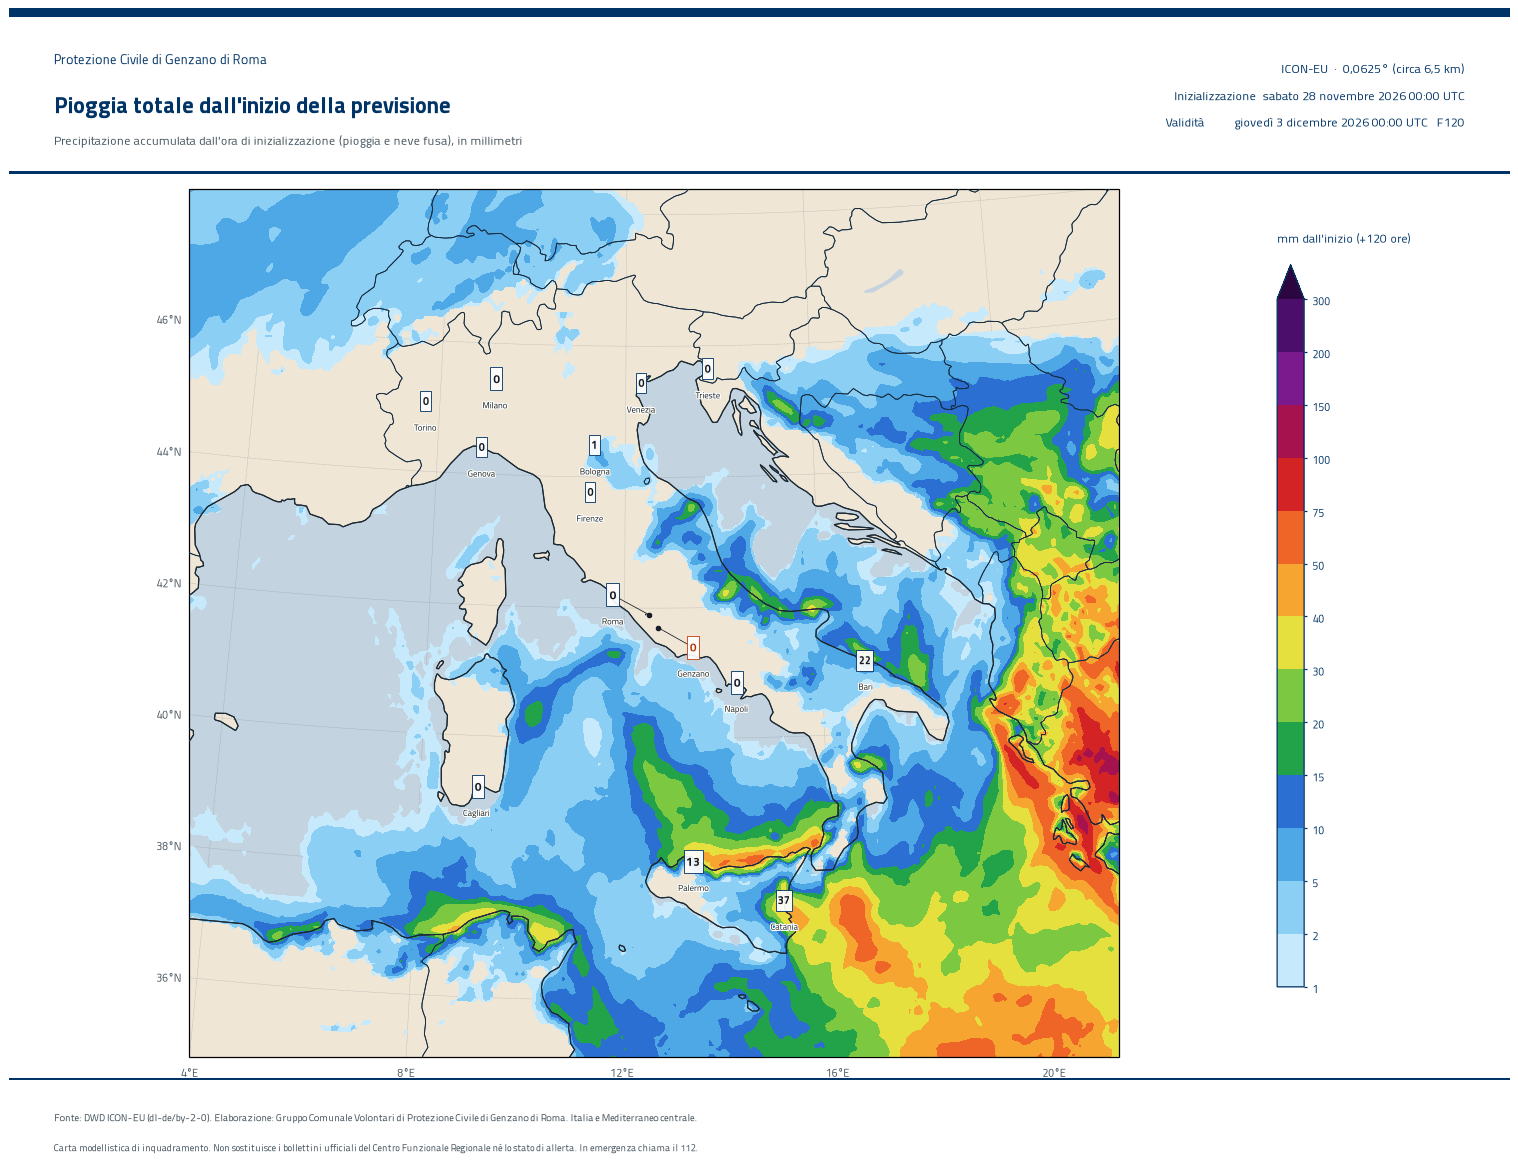 Protezione Civile di Genzano di Roma
Pioggia totale dall'inizio della previsione
Precipitazione accumulata dall'ora di inizializzazione (pioggia e neve fusa), in millimetri
ICON-EU · 0,0625° (circa 6,5 km)
Inizializzazione sabato 28 novembre 2026 00:00 UTC
Validità giovedì 3 dicembre 2026 00:00 UTC F120
mm dall'inizio (+120 ore)
300
200
150
100
75
50
40
30
20
15
10
5
2
1
46°N
44°N
42°N
40°N
38°N
36°N
4°E
8°E
12°E
16°E
20°E
0
Trieste
0
Milano
0
Venezia
0
Torino
0
Genova
1
Bologna
0
Firenze
0
Roma
0
Genzano
22
Bari
0
Napoli
0
Cagliari
13
Palermo
37
Catania
Fonte: DWD ICON-EU (dl-de/by-2-0). Elaborazione: Gruppo Comunale Volontari di Protezione Civile di Genzano di Roma. Italia e Mediterraneo centrale.
Carta modellistica di inquadramento. Non sostituisce i bollettini ufficiali del Centro Funzionale Regionale né lo stato di allerta. In emergenza chiama il 112.